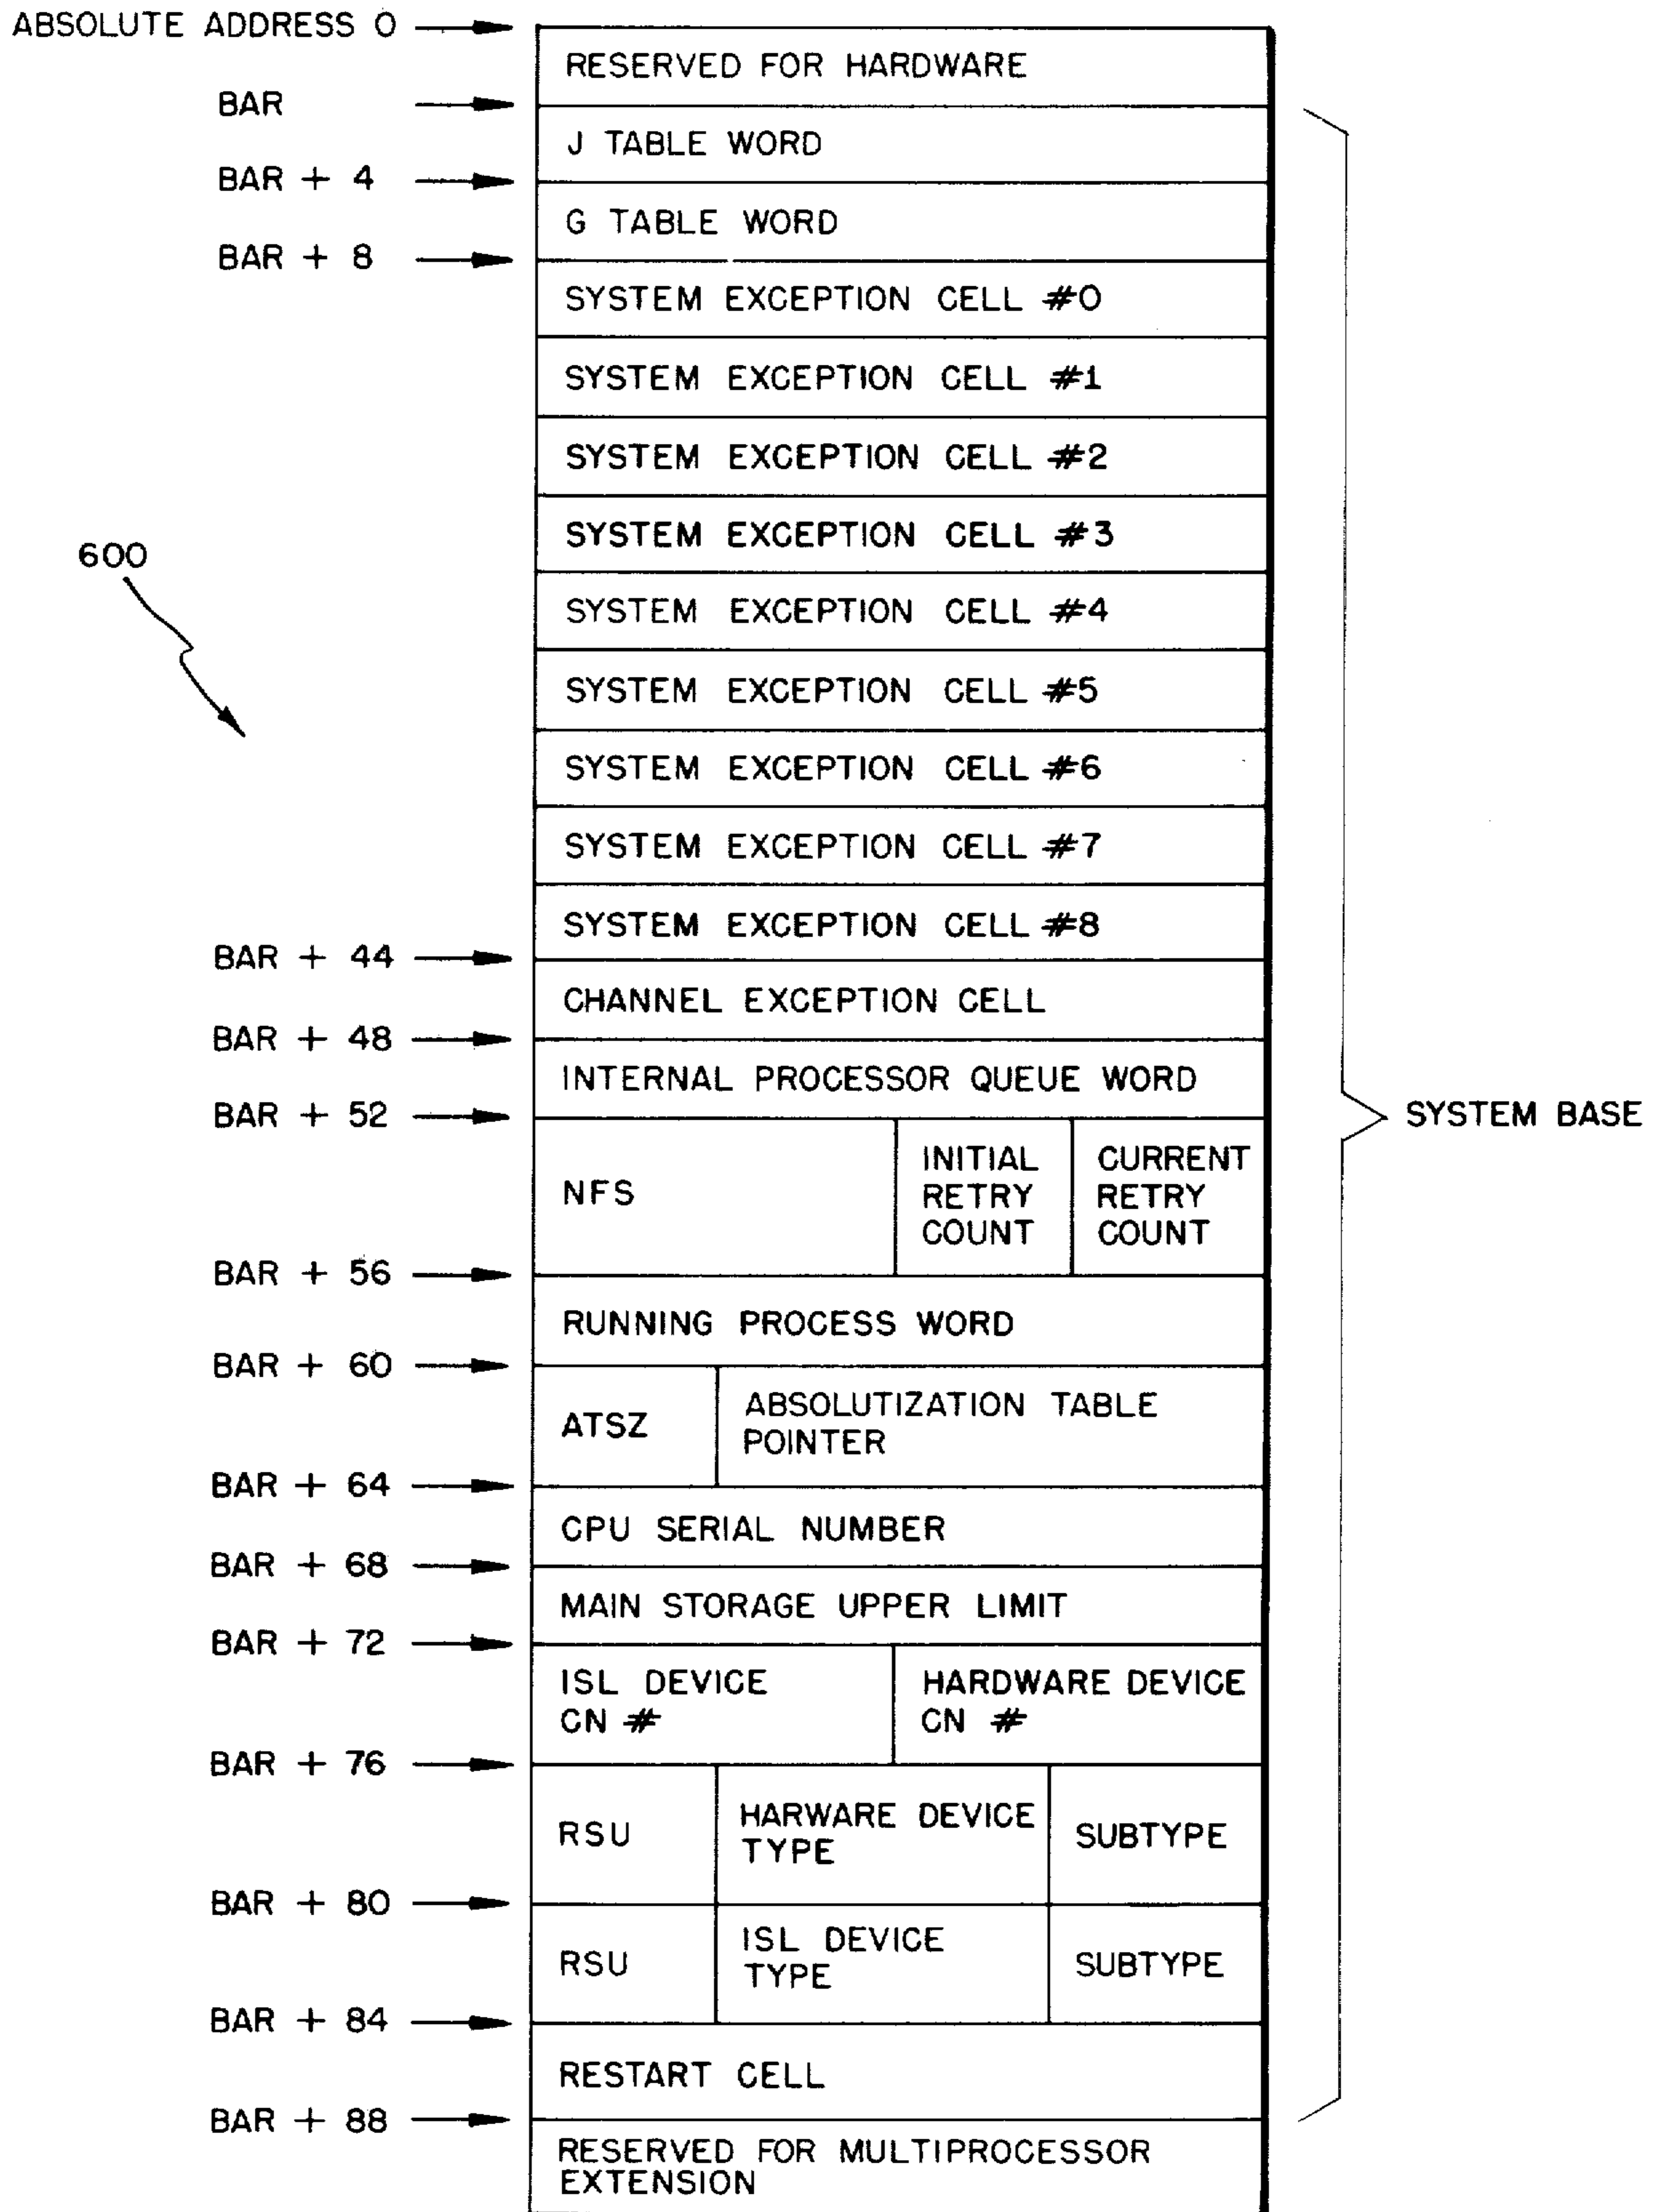 ABSOLUTE ADDRESS 0
RESERVED FOR HARDWARE
BAR
J TABLE WORD
BAR + 4
G TABLE WORD
BAR + 8
SYSTEM EXCEPTION CELL #0
SYSTEM EXCEPTION CELL #1
SYSTEM EXCEPTION CELL #2
SYSTEM EXCEPTION CELL #3
600
SYSTEM EXCEPTION CELL #4
SYSTEM EXCEPTION CELL #5
SYSTEM EXCEPTION CELL #6
SYSTEM EXCEPTION CELL #7
SYSTEM EXCEPTION CELL #8
BAR + 44
CHANNEL EXCEPTION CELL
BAR + 48
INTERNAL PROCESSOR QUEUE WORD
BAR + 52
SYSTEM BASE
NFS
INITIAL
RETRY
COUNT
CURRENT
RETRY
COUNT
BAR + 56
RUNNING PROCESS WORD
BAR + 60
ATSZ
ABSOLUTIZATION TABLE
POINTER
BAR + 64
CPU SERIAL NUMBER
BAR + 68
MAIN STORAGE UPPER LIMIT
BAR + 72
ISL DEVICE
CN #
HARDWARE DEVICE
CN #
BAR + 76
RSU
HARWARE DEVICE
TYPE
SUBTYPE
BAR + 80
RSU
ISL DEVICE
TYPE
SUBTYPE
BAR + 84
RESTART CELL
BAR + 88
RESERVED FOR MULTIPROCESSOR
EXTENSION